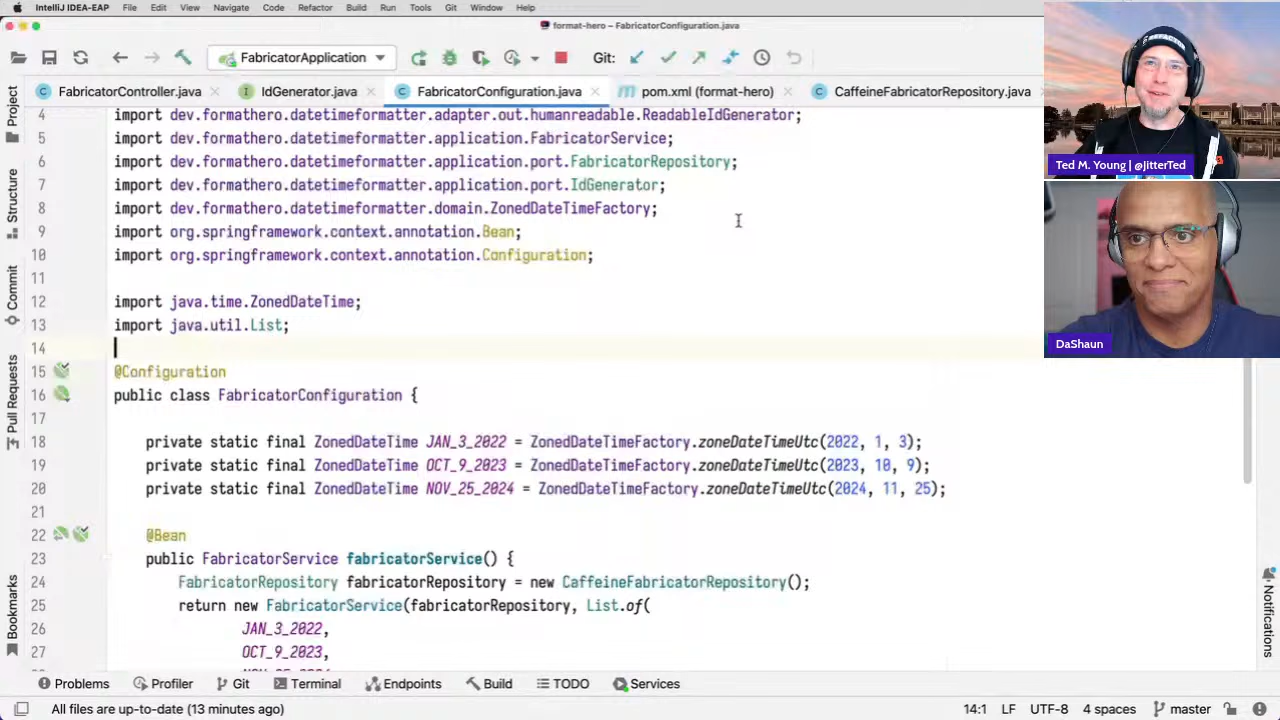 IntelliJ IDEA-EAP File Edit View Navigate Code Refactor Build Run Tools Git Window Help
format-hero – FabricatorConfiguration.java
FabricatorApplication Git:
FabricatorController.java IdGenerator.java FabricatorConfiguration.java pom.xml (format-hero) CaffeineFabricatorRepository.java
Project
Structure
Commit
Pull Requests
Bookmarks
4 import dev.formathero.datetimeformatter.adapter.out.humanreadable.ReadableIdGenerator;
5 import dev.formathero.datetimeformatter.application.FabricatorService;
6 import dev.formathero.datetimeformatter.application.port.FabricatorRepository;
7 import dev.formathero.datetimeformatter.application.port.IdGenerator;
8 import dev.formathero.datetimeformatter.domain.ZonedDateTimeFactory;
9 import org.springframework.context.annotation.Bean;
10 import org.springframework.context.annotation.Configuration;
11
12 import java.time.ZonedDateTime;
13 import java.util.List;
14
15 @Configuration
16 public class FabricatorConfiguration {
17
18 private static final ZonedDateTime JAN_3_2022 = ZonedDateTimeFactory.zoneDateTimeUtc(2022, 1, 3);
19 private static final ZonedDateTime OCT_9_2023 = ZonedDateTimeFactory.zoneDateTimeUtc(2023, 10, 9);
20 private static final ZonedDateTime NOV_25_2024 = ZonedDateTimeFactory.zoneDateTimeUtc(2024, 11, 25);
21
22 @Bean
23 public FabricatorService fabricatorService() {
24 FabricatorRepository fabricatorRepository = new CaffeineFabricatorRepository();
25 return new FabricatorService(fabricatorRepository, List.of(
26 JAN_3_2022,
27 OCT_9_2023,
Ted M. Young | @JitterTed
DaShaun
Notifications
Problems Profiler Git Terminal Endpoints Build TODO Services
All files are up-to-date (13 minutes ago) 14:1 LF UTF-8 4 spaces master